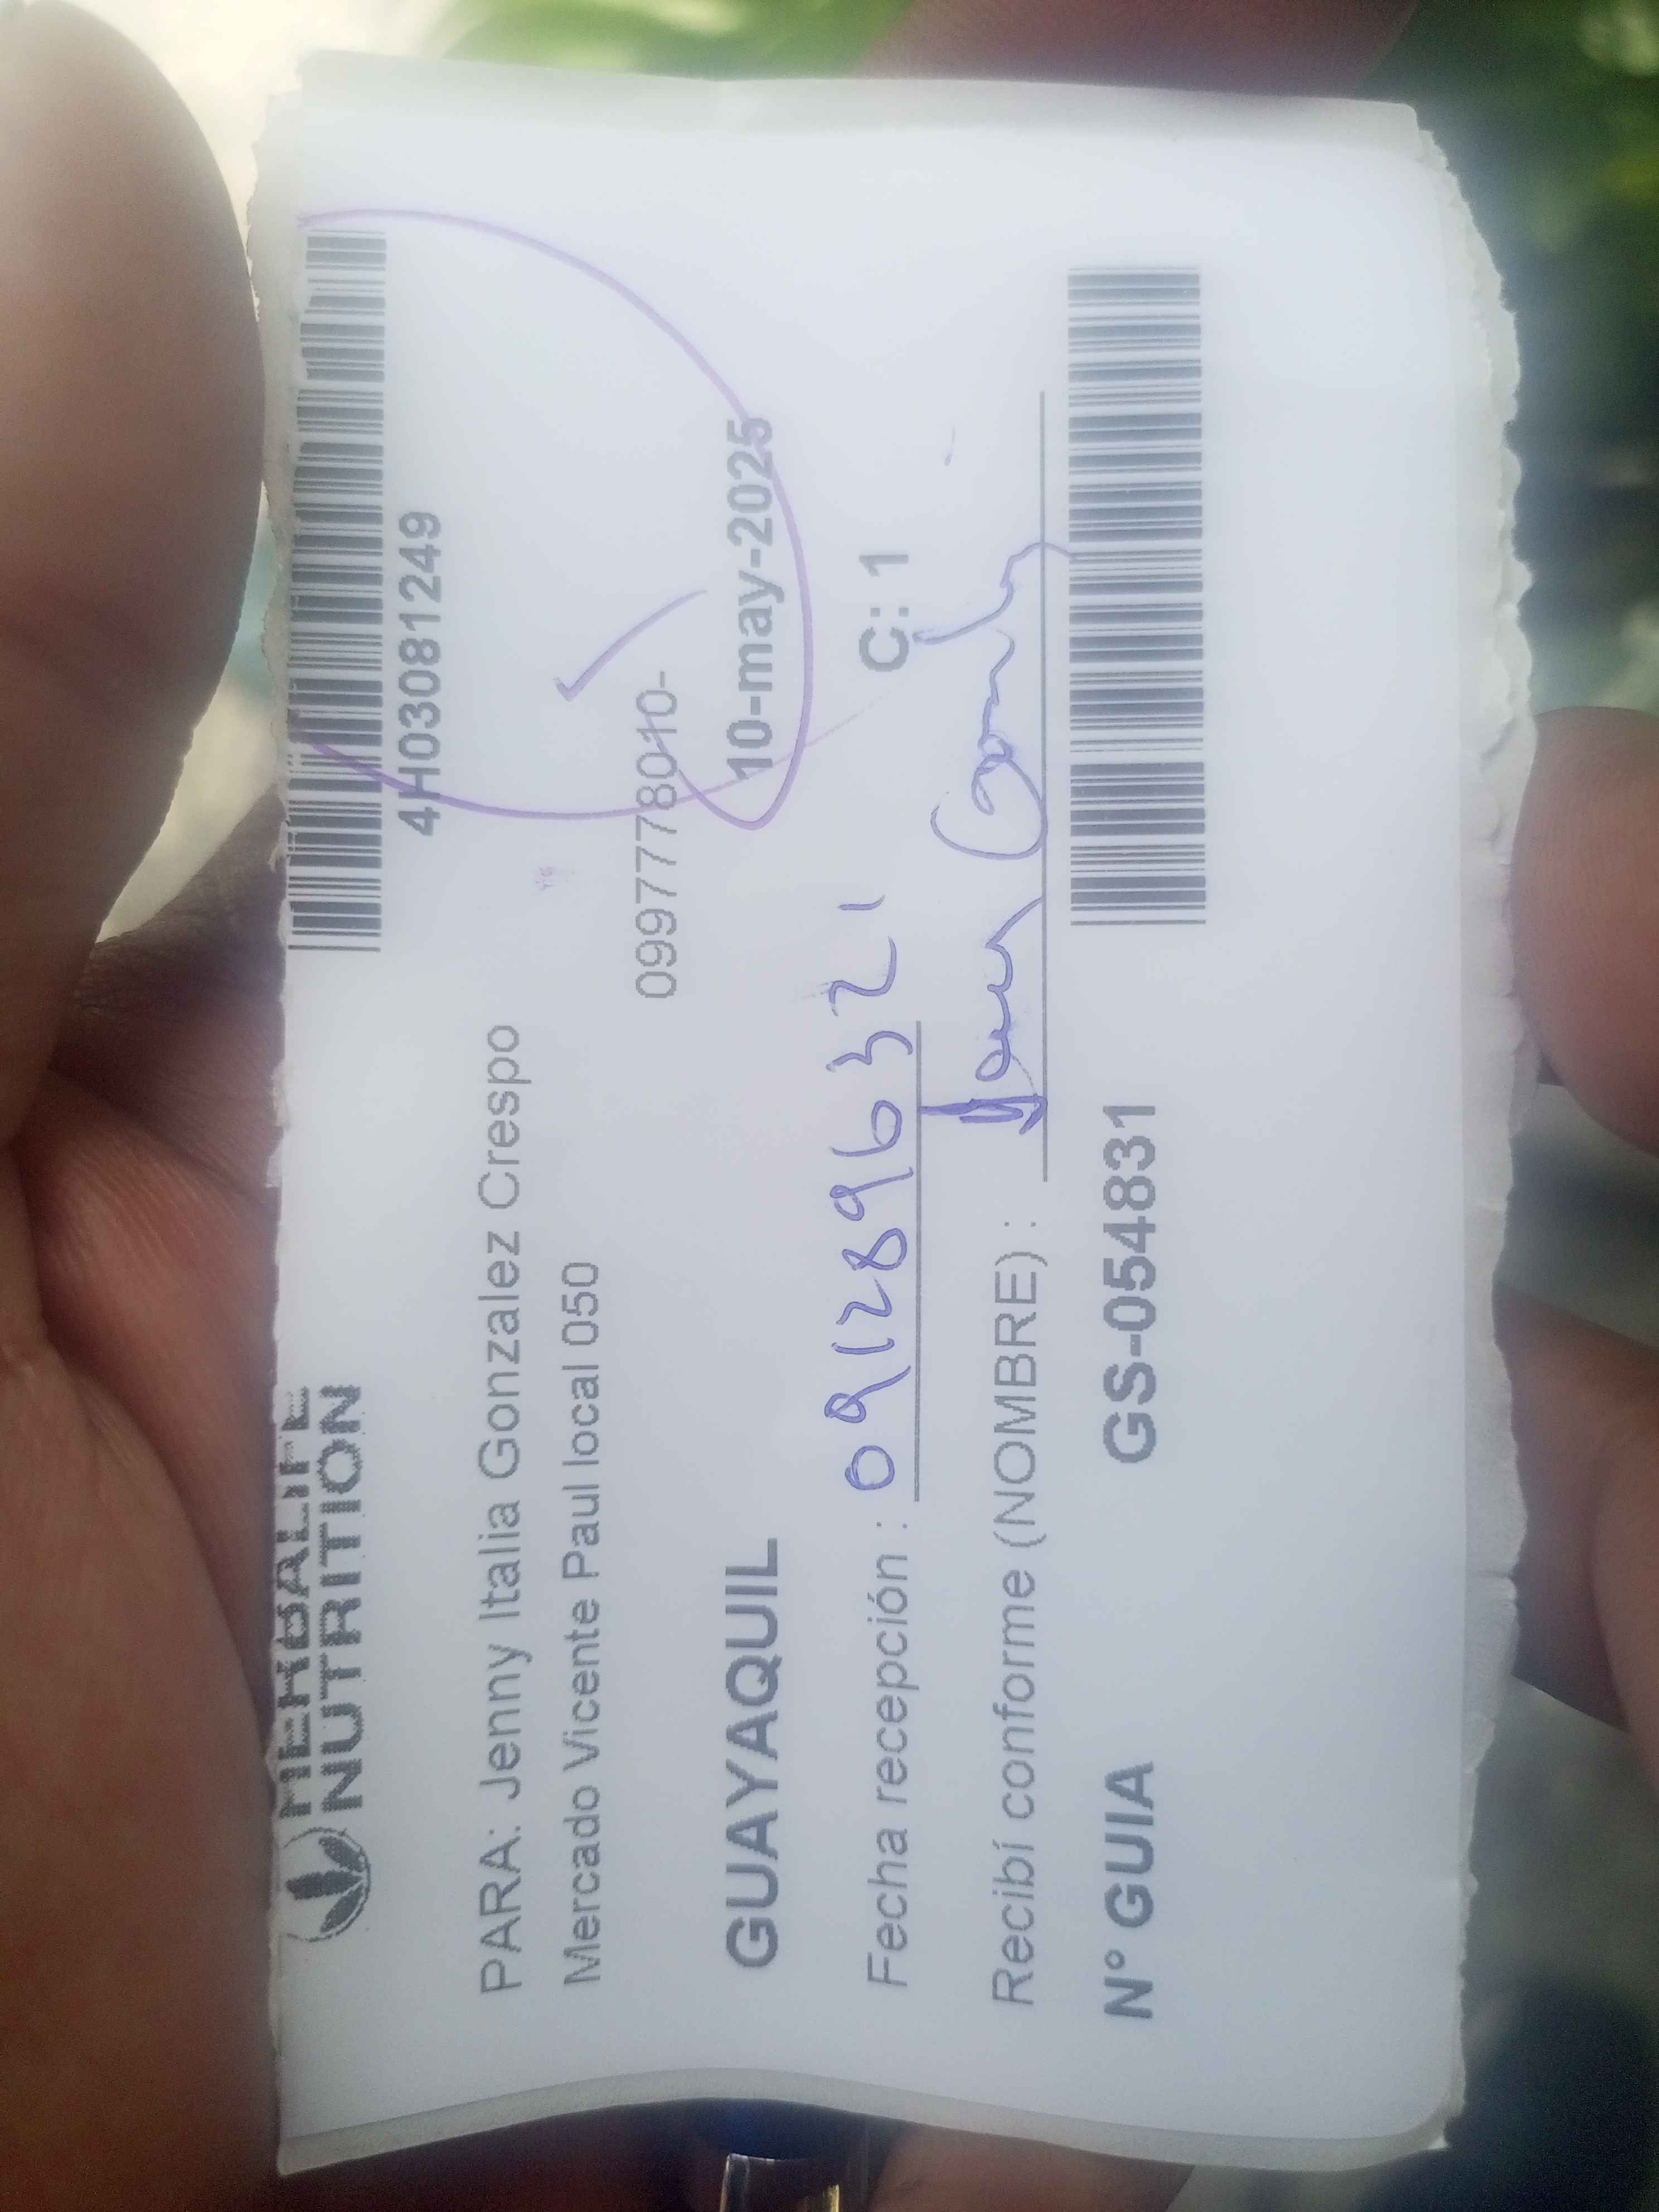 HERBALIFE
NUTRITION
4H03081249
PARA: Jenny Italia Gonzalez Crespo
Mercado Vicente Paul local 050
0997778010-
GUAYAQUIL 10-may-2025
Fecha recepción : 0912896321 C: 1
Recibí conforme (NOMBRE) :
N° GUIA GS-054831